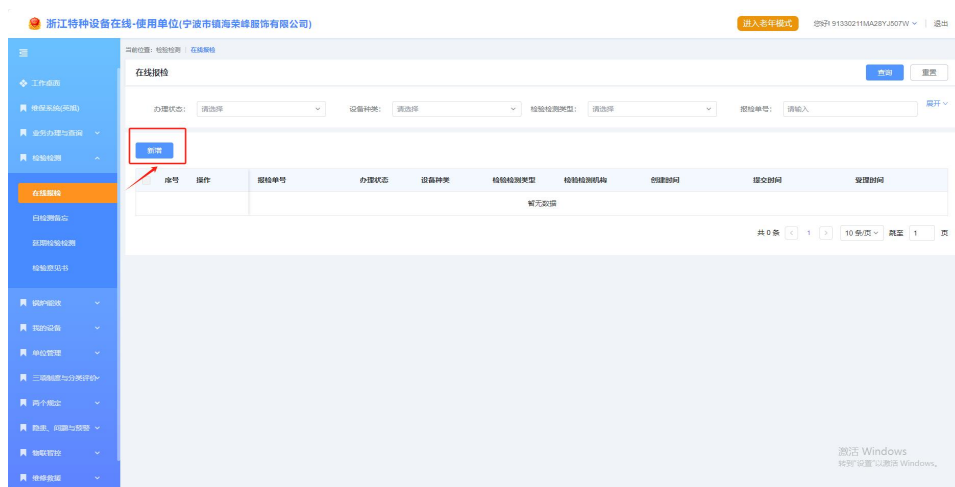 浙江特种设备在线-使用单位(宁波市镇海荣峰服饰有限公司)
进入老年模式
您好! 91330211MA28YJ507W
退出
当前位置: 检验检测 | 在线报检
在线报检
查询
重置
办理状态: 请选择
设备种类: 请选择
检验检测类型: 请选择
报检单号: 请输入
展开
新增
序号 操作 报检单号 办理状态 设备种类 检验检测类型 检验检测机构 创建时间 提交时间 受理时间
暂无数据
共 0 条 < 1 > 10 条/页 跳至 1 页
工作桌面
维保系统(英抵)
业务办理与查询
检验检测
在线报检
自检测备忘
延期检验检测
检验意见书
锅炉能效
我的设备
单位管理
三项制度与分类评价
两个规定
隐患、问题与预警
物联智控
维修救援
激活 Windows
转到"设置"以激活 Windows。